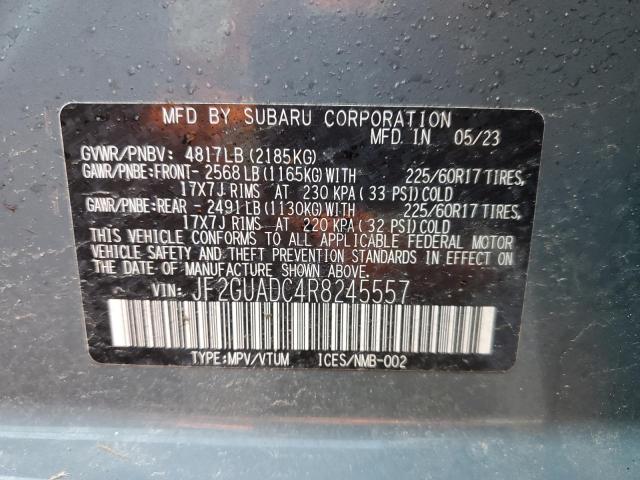 MFD BY SUBARU CORPORATION
MFD IN 05/23
GVWR/PNBV: 4817LB (2185KG)
GAWR/PNBE:FRONT- 2568 LB (1165KG) WITH 225/60R17 TIRES,
17X7J RIMS AT 230 KPA (33 PSI) COLD
GAWR/PNBE:REAR - 2491 LB (1130KG) WITH 225/60R17 TIRES,
17X7J RIMS AT 220 KPA (32 PSI) COLD
THIS VEHICLE CONFORMS TO ALL APPLICABLE FEDERAL MOTOR
VEHICLE SAFETY AND THEFT PREVENTION STANDARDS IN EFFECT
ON THE DATE OF MANUFACTURE SHOWN ABOVE.
VIN: JF2GUADC4R8245557
TYPE:MPV/VTUM ICES/NMB-002